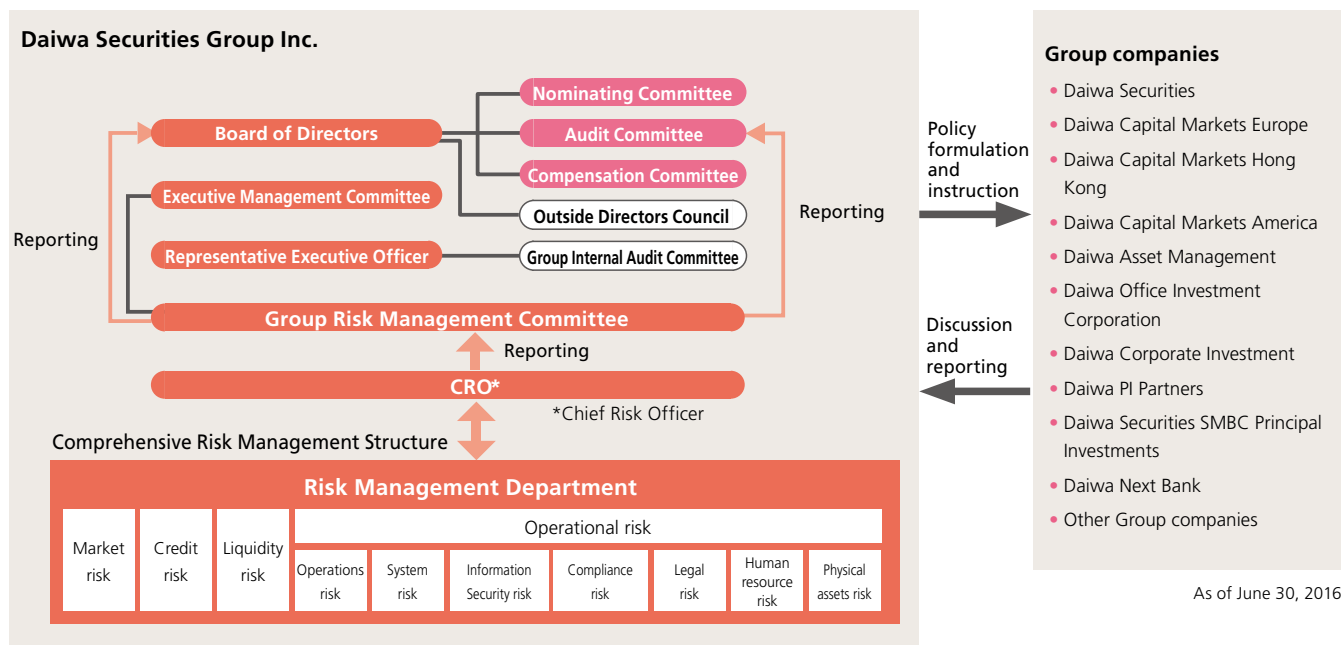 Daiwa Securities Group Inc.
Nominating Committee
Board of Directors
Audit Committee
Compensation Committee
Executive Management Committee
Outside Directors Council
Reporting
Reporting
Representative Executive Officer
Group Internal Audit Committee
Group Risk Management Committee
Reporting
CRO*
*Chief Risk Officer
Comprehensive Risk Management Structure
Risk Management Department
Market
risk
Credit
risk
Liquidity
risk
Operational risk
Operations
risk
System
risk
Information
Security risk
Compliance
risk
Legal
risk
Human
resource
risk
Physical
assets risk
Policy
formulation
and
instruction
Discussion
and
reporting
Group companies
• Daiwa Securities
• Daiwa Capital Markets Europe
• Daiwa Capital Markets Hong
Kong
• Daiwa Capital Markets America
• Daiwa Asset Management
• Daiwa Office Investment
Corporation
• Daiwa Corporate Investment
• Daiwa PI Partners
• Daiwa Securities SMBC Principal
Investments
• Daiwa Next Bank
• Other Group companies
As of June 30, 2016